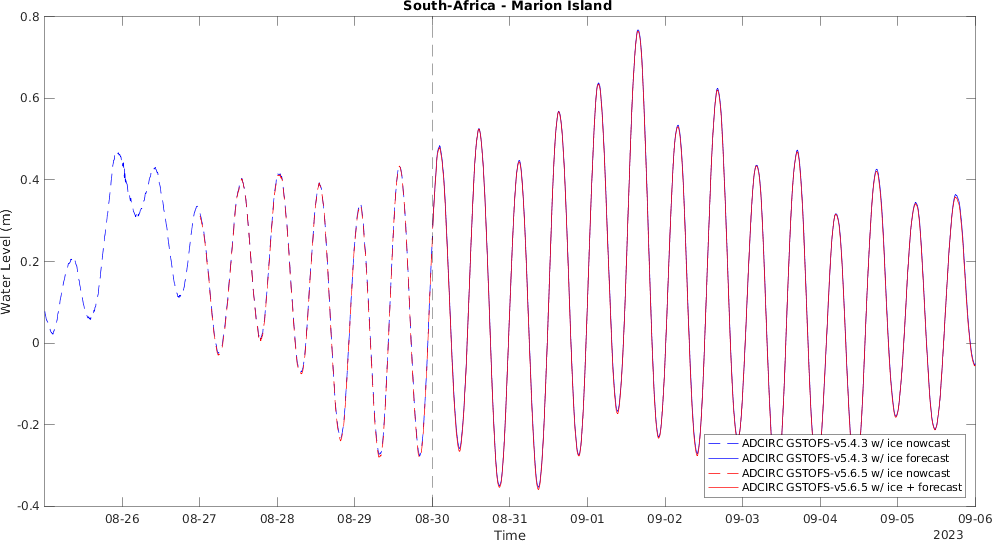 South-Africa - Marion Island
0.8
0.6
0.4
0.2
0
-0.2
-0.4
Water Level (m)
ADCIRC GSTOFS-v5.4.3 w/ ice nowcast
ADCIRC GSTOFS-v5.4.3 w/ ice forecast
ADCIRC GSTOFS-v5.6.5 w/ ice nowcast
ADCIRC GSTOFS-v5.6.5 w/ ice + forecast
08-26 08-27 08-28 08-29 08-30 08-31 09-01 09-02 09-03 09-04 09-05 09-06
Time
2023